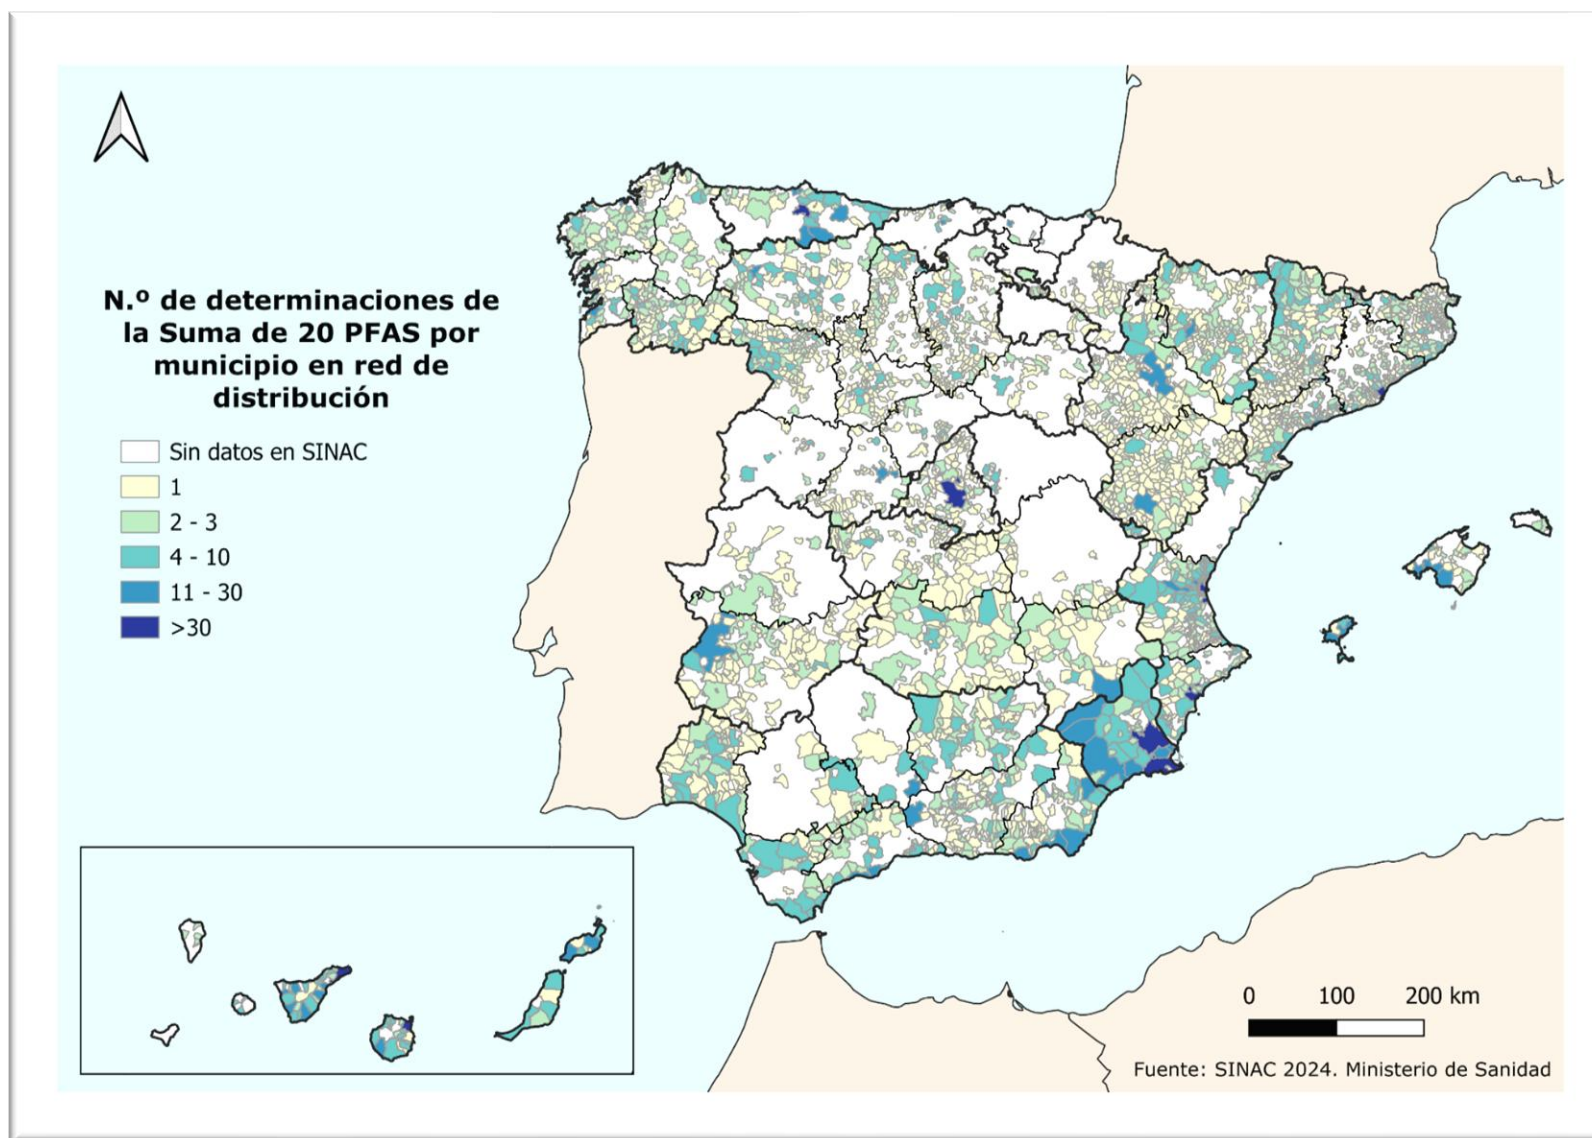 N.º de determinaciones de
la Suma de 20 PFAS por
municipio en red de
distribución
Sin datos en SINAC
1
2 - 3
4 - 10
11 - 30
>30
0 100 200 km
Fuente: SINAC 2024. Ministerio de Sanidad